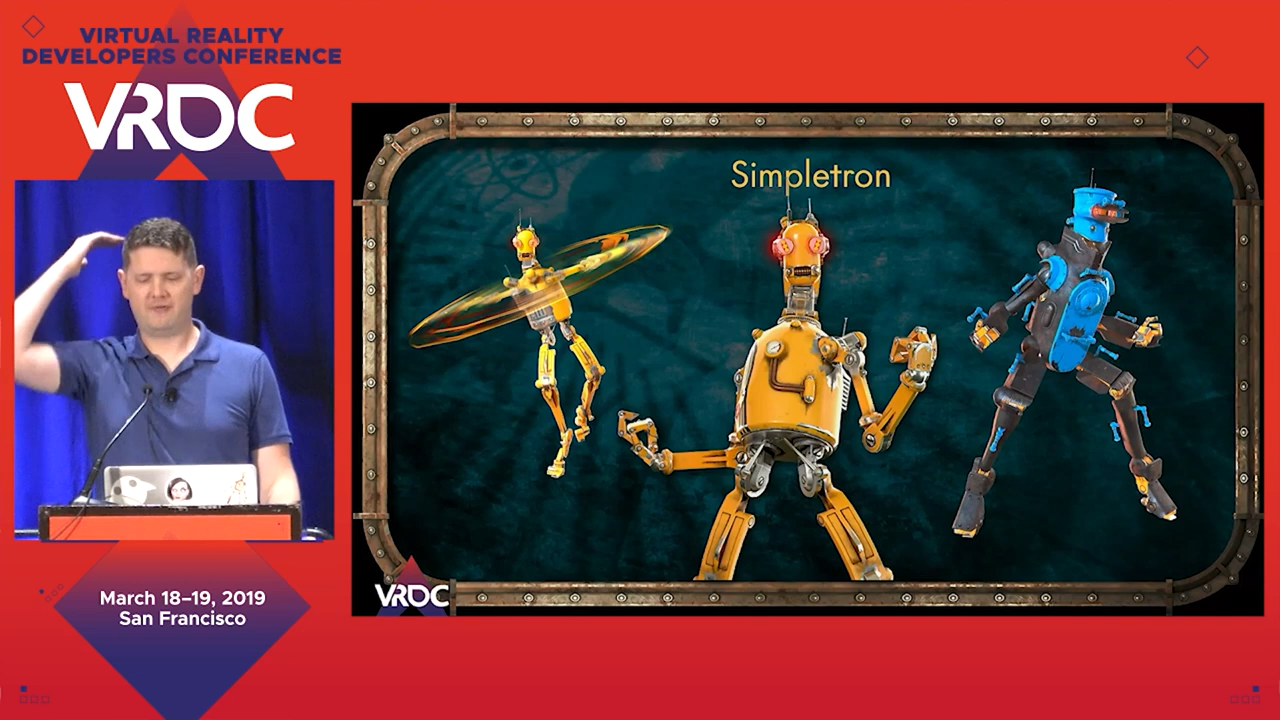 VIRTUAL REALITY
DEVELOPERS CONFERENCE
VRDC
Simpletron
VRDC
March 18–19, 2019
San Francisco